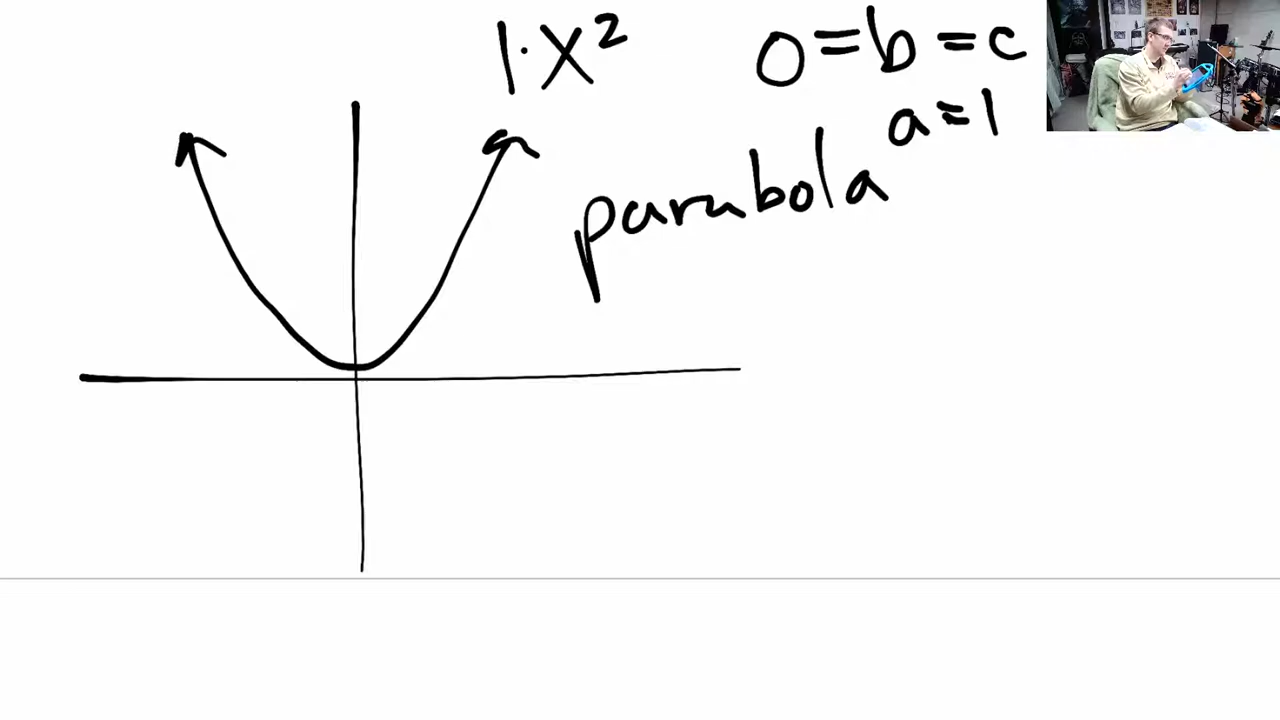 1·x²
0=b=c
a=1
parabola